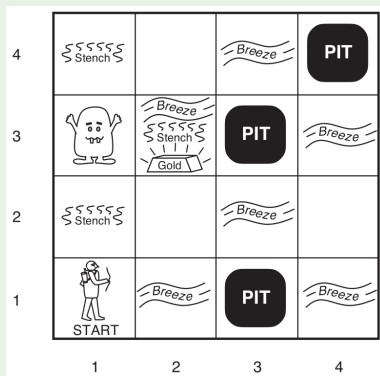 4
Stench
Breeze
PIT
3
Breeze
Stench
Gold
PIT
Breeze
2
Stench
Breeze
1
START
Breeze
PIT
Breeze
1 2 3 4